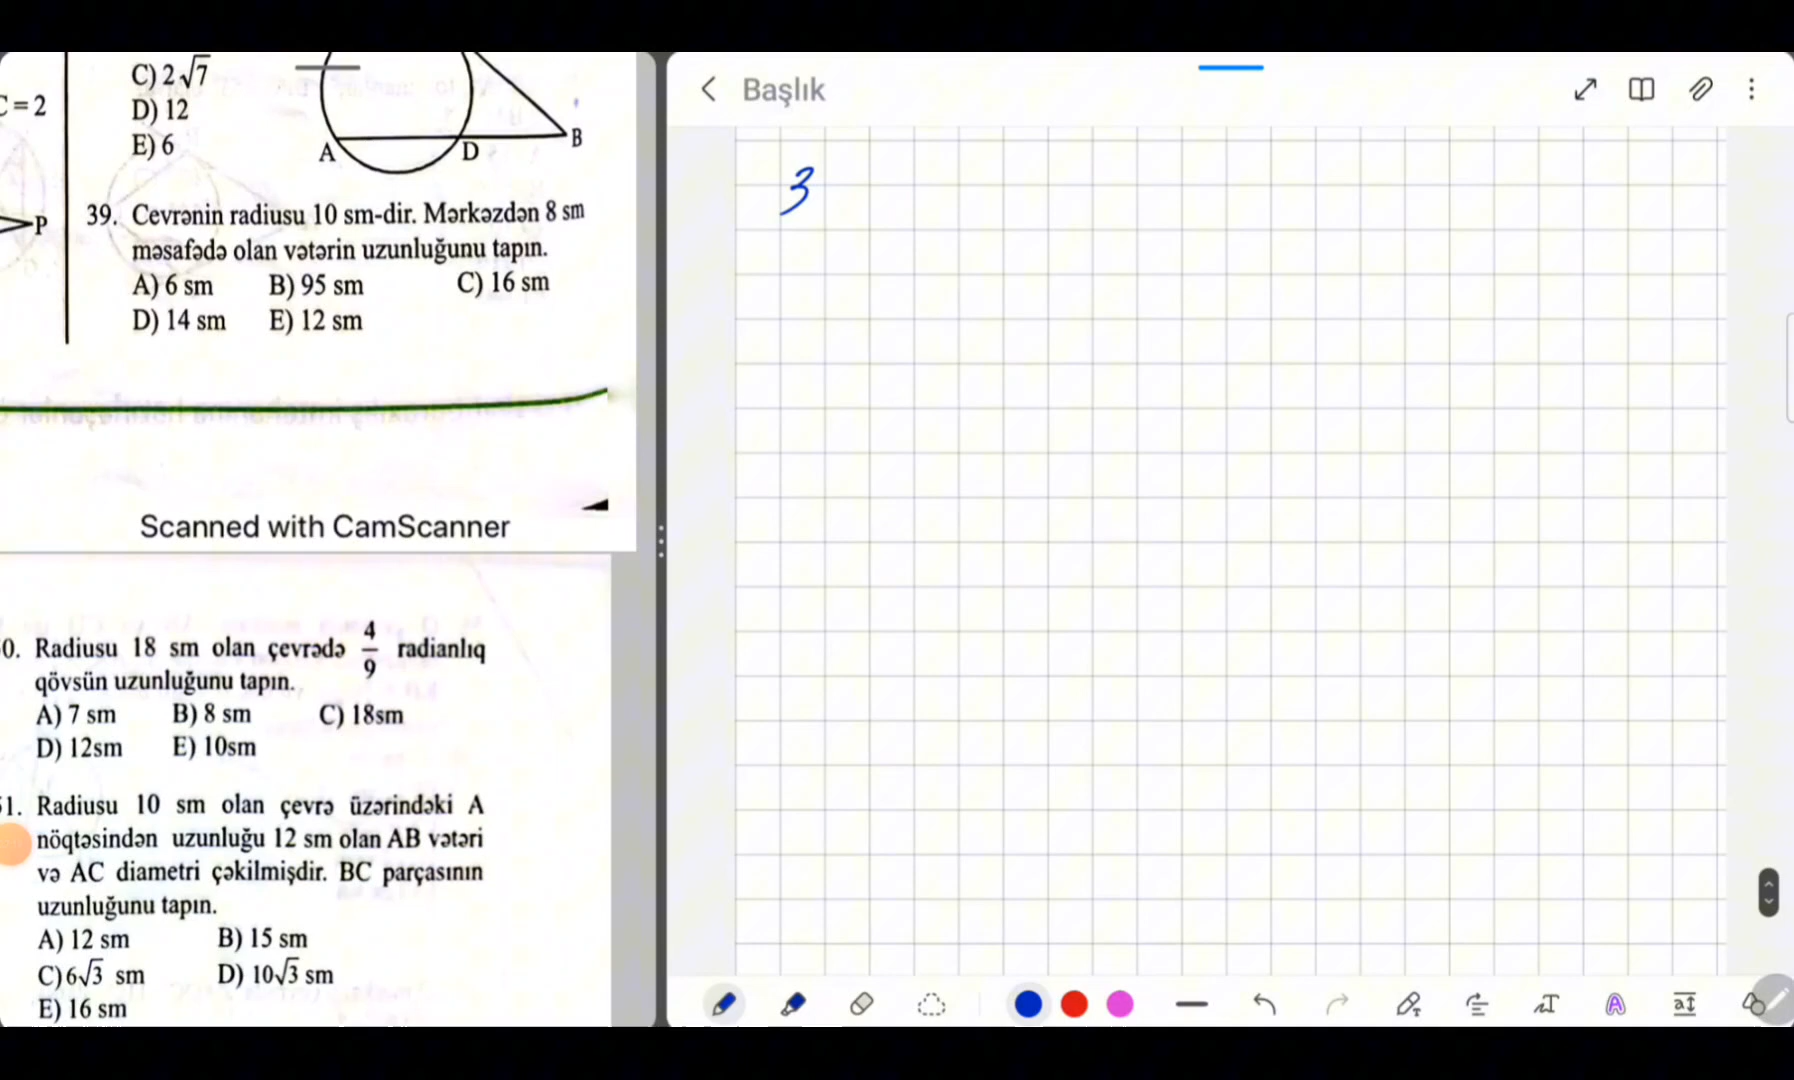 C) 2√7
C = 2
D) 12
E) 6
A
D
B
P
39. Cevrənin radiusu 10 sm-dir. Mərkəzdən 8 sm
məsafədə olan vətərin uzunluğunu tapın.
A) 6 sm B) 95 sm C) 16 sm
D) 14 sm E) 12 sm
Scanned with CamScanner
0. Radiusu 18 sm olan çevrədə 4/9 radianlıq
qövsün uzunluğunu tapın.
A) 7 sm B) 8 sm C) 18sm
D) 12sm E) 10sm
1. Radiusu 10 sm olan çevrə üzərindəki A
nöqtəsindən uzunluğu 12 sm olan AB vətəri
və AC diametri çəkilmişdir. BC parçasının
uzunluğunu tapın.
A) 12 sm B) 15 sm
C) 6√3 sm D) 10√3 sm
E) 16 sm
Başlık
3